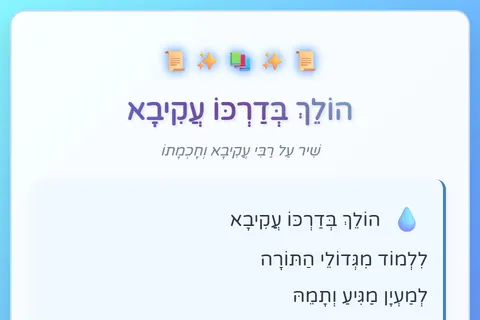 הוֹלֵךְ בְּדַרְכּוֹ עֲקִיבָא
שִׁיר עַל רַבִּי עֲקִיבָא וְחָכְמָתוֹ
הוֹלֵךְ בְּדַרְכּוֹ עֲקִיבָא
לִלְמוֹד מִגְּדוֹלֵי הַתּוֹרָה
לְמַעְיָן מַגִּיעַ וְתָמֵהּ